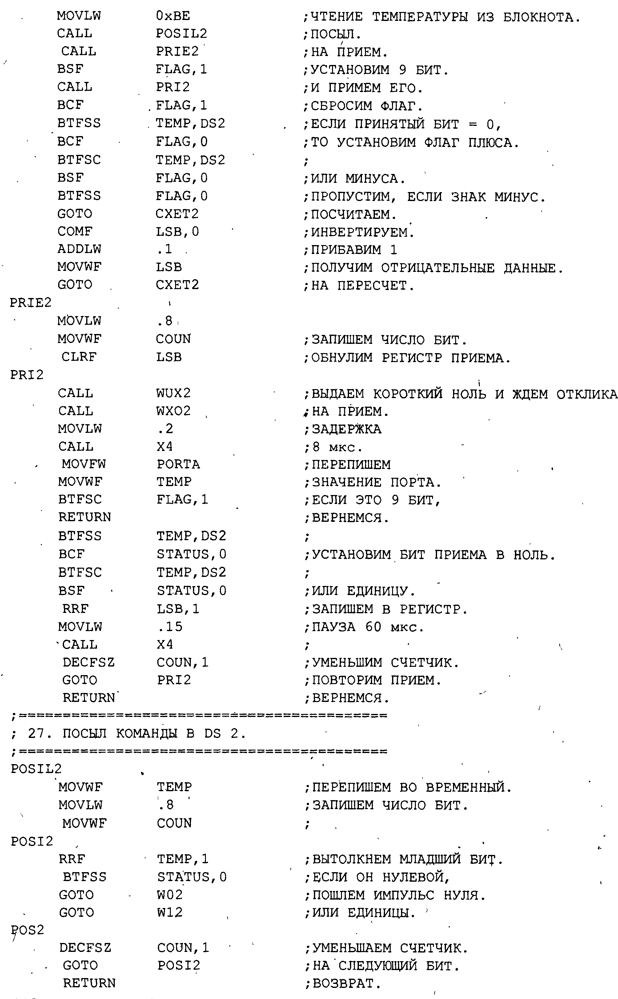 MOVLW 0xBE ;ЧТЕНИЕ ТЕМПЕРАТУРЫ ИЗ БЛОКНОТА.
CALL POSIL2 ;ПОСЫЛ.
CALL PRIE2 ;НА ПРИЕМ.
BSF FLAG,1 ;УСТАНОВИМ 9 БИТ.
CALL PRI2 ;И ПРИМЕМ ЕГО.
BCF FLAG,1 ;СБРОСИМ ФЛАГ.
BTFSS TEMP,DS2 ;ЕСЛИ ПРИНЯТЫЙ БИТ = 0,
BCF FLAG,0 ;ТО УСТАНОВИМ ФЛАГ ПЛЮСА.
BTFSC TEMP,DS2 ;
BSF FLAG,0 ;ИЛИ МИНУСА.
BTFSS FLAG,0 ;ПРОПУСТИМ, ЕСЛИ ЗНАК МИНУС.
GOTO CXET2 ;ПОСЧИТАЕМ.
COMF LSB,0 ;ИНВЕРТИРУЕМ.
ADDLW .1 ;ПРИБАВИМ 1
MOVWF LSB ;ПОЛУЧИМ ОТРИЦАТЕЛЬНЫЕ ДАННЫЕ.
GOTO CXET2 ;НА ПЕРЕСЧЕТ.
PRIE2
MOVLW .8
MOVWF COUN ;ЗАПИШЕМ ЧИСЛО БИТ.
CLRF LSB ;ОБНУЛИМ РЕГИСТР ПРИЕМА.
PRI2
CALL WUX2 ;ВЫДАЕМ КОРОТКИЙ НОЛЬ И ЖДЕМ ОТКЛИКА
CALL WXO2 ;НА ПРИЕМ.
MOVLW .2 ;ЗАДЕРЖКА
CALL X4 ;8 мкс.
MOVFW PORTA ;ПЕРЕПИШЕМ
MOVWF TEMP ;ЗНАЧЕНИЕ ПОРТА.
BTFSC FLAG,1 ;ЕСЛИ ЭТО 9 БИТ,
RETURN ;ВЕРНЕМСЯ.
BTFSS TEMP,DS2 ;
BCF STATUS,0 ;УСТАНОВИМ БИТ ПРИЕМА В НОЛЬ.
BTFSC TEMP,DS2 ;
BSF STATUS,0 ;ИЛИ ЕДИНИЦУ.
RRF LSB,1 ;ЗАПИШЕМ В РЕГИСТР.
MOVLW .15 ;ПАУЗА 60 мкс.
CALL X4 ;
DECFSZ COUN,1 ;УМЕНЬШИМ СЧЕТЧИК.
GOTO PRI2 ;ПОВТОРИМ ПРИЕМ.
RETURN ;ВЕРНЕМСЯ.
;==========================================
; 27. ПОСЫЛ КОМАНДЫ В DS 2.
;==========================================
POSIL2
MOVWF TEMP ;ПЕРЕПИШЕМ ВО ВРЕМЕННЫЙ.
MOVLW .8 ;ЗАПИШЕМ ЧИСЛО БИТ.
MOVWF COUN ;
POSI2
RRF TEMP,1 ;ВЫТОЛКНЕМ МЛАДШИЙ БИТ.
BTFSS STATUS,0 ;ЕСЛИ ОН НУЛЕВОЙ,
GOTO W02 ;ПОШЛЕМ ИМПУЛЬС НУЛЯ.
GOTO W12 ;ИЛИ ЕДИНИЦЫ.
POS2
DECFSZ COUN,1 ;УМЕНЬШАЕМ СЧЕТЧИК.
GOTO POSI2 ;НА СЛЕДУЮЩИЙ БИТ.
RETURN ;ВОЗВРАТ.